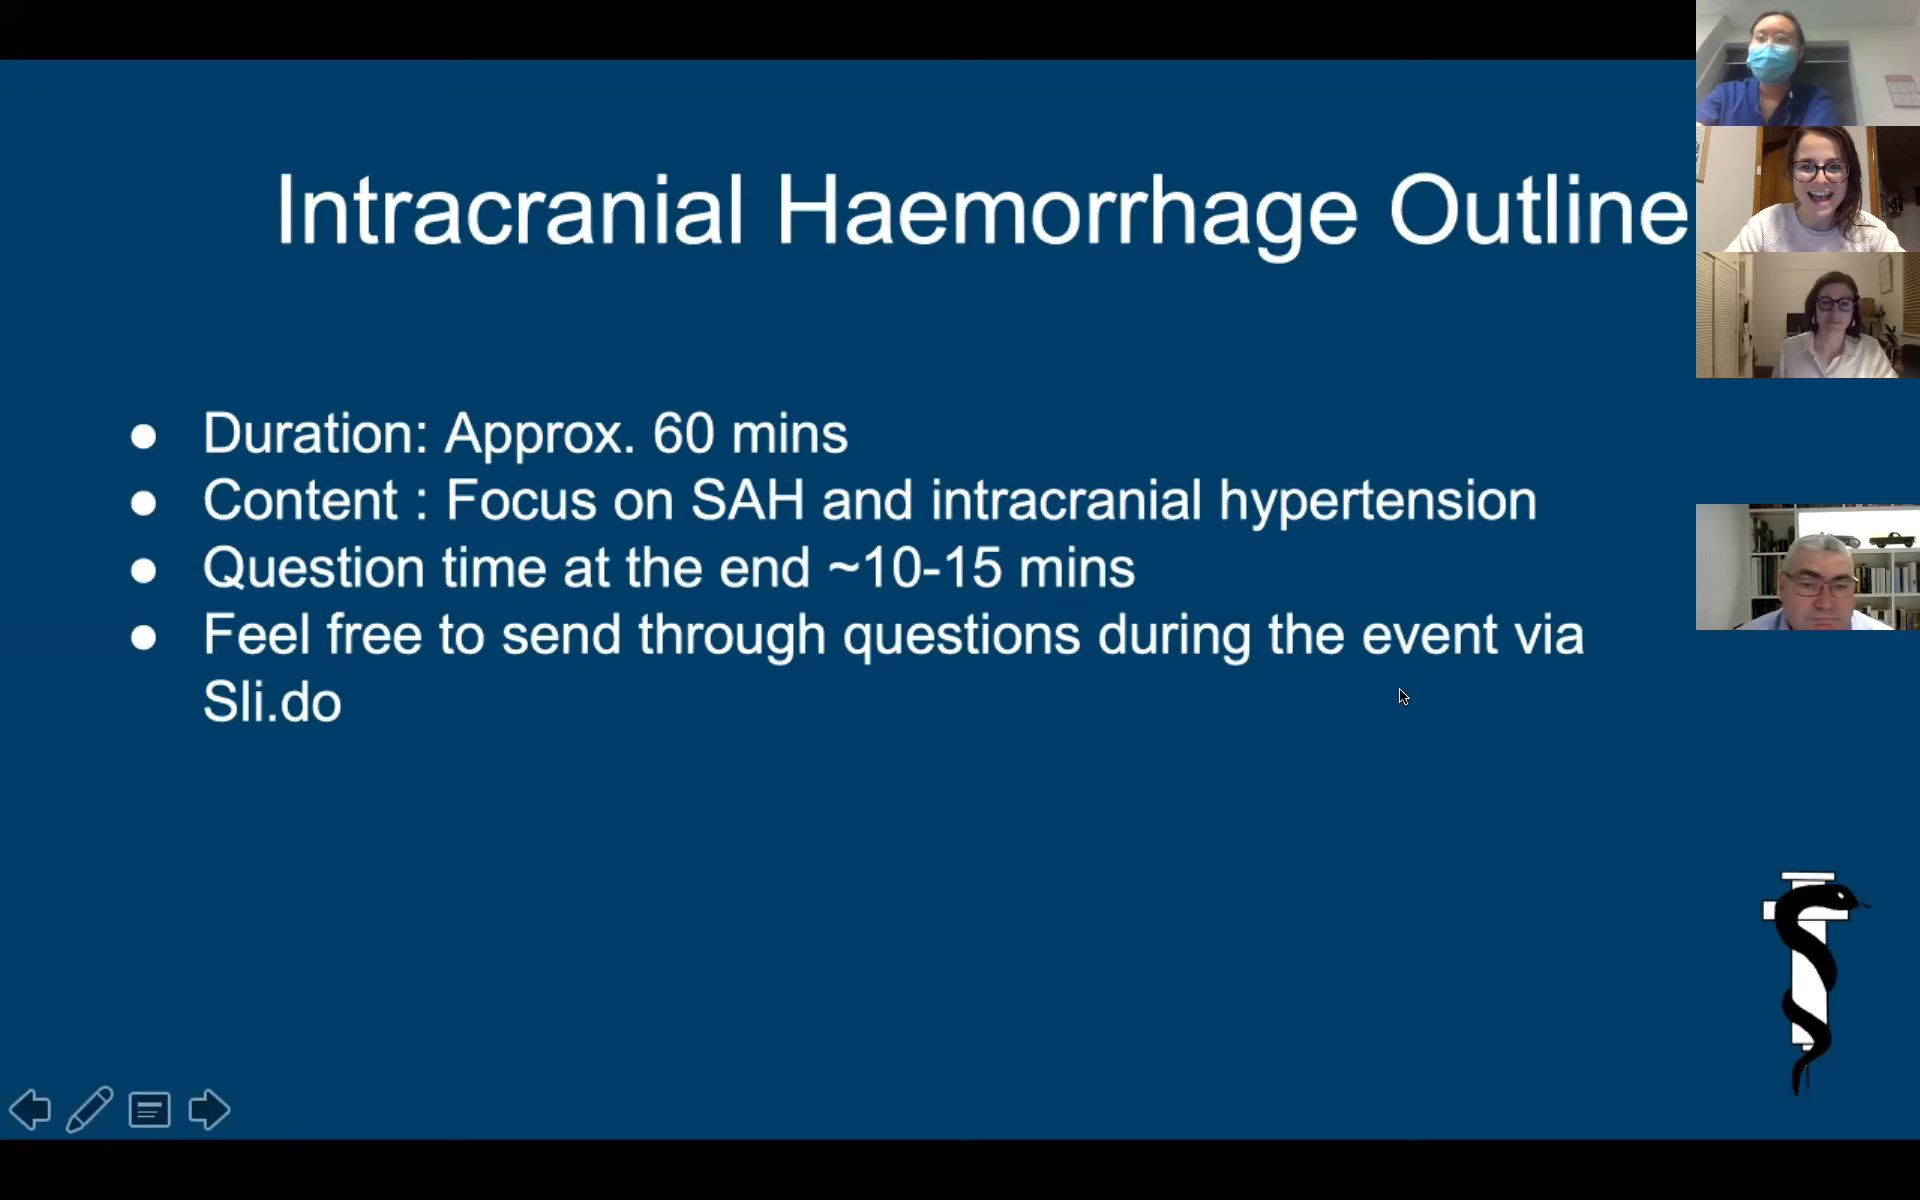 Intracranial Haemorrhage Outline
● Duration: Approx. 60 mins
● Content : Focus on SAH and intracranial hypertension
● Question time at the end ~10-15 mins
● Feel free to send through questions during the event via
Sli.do